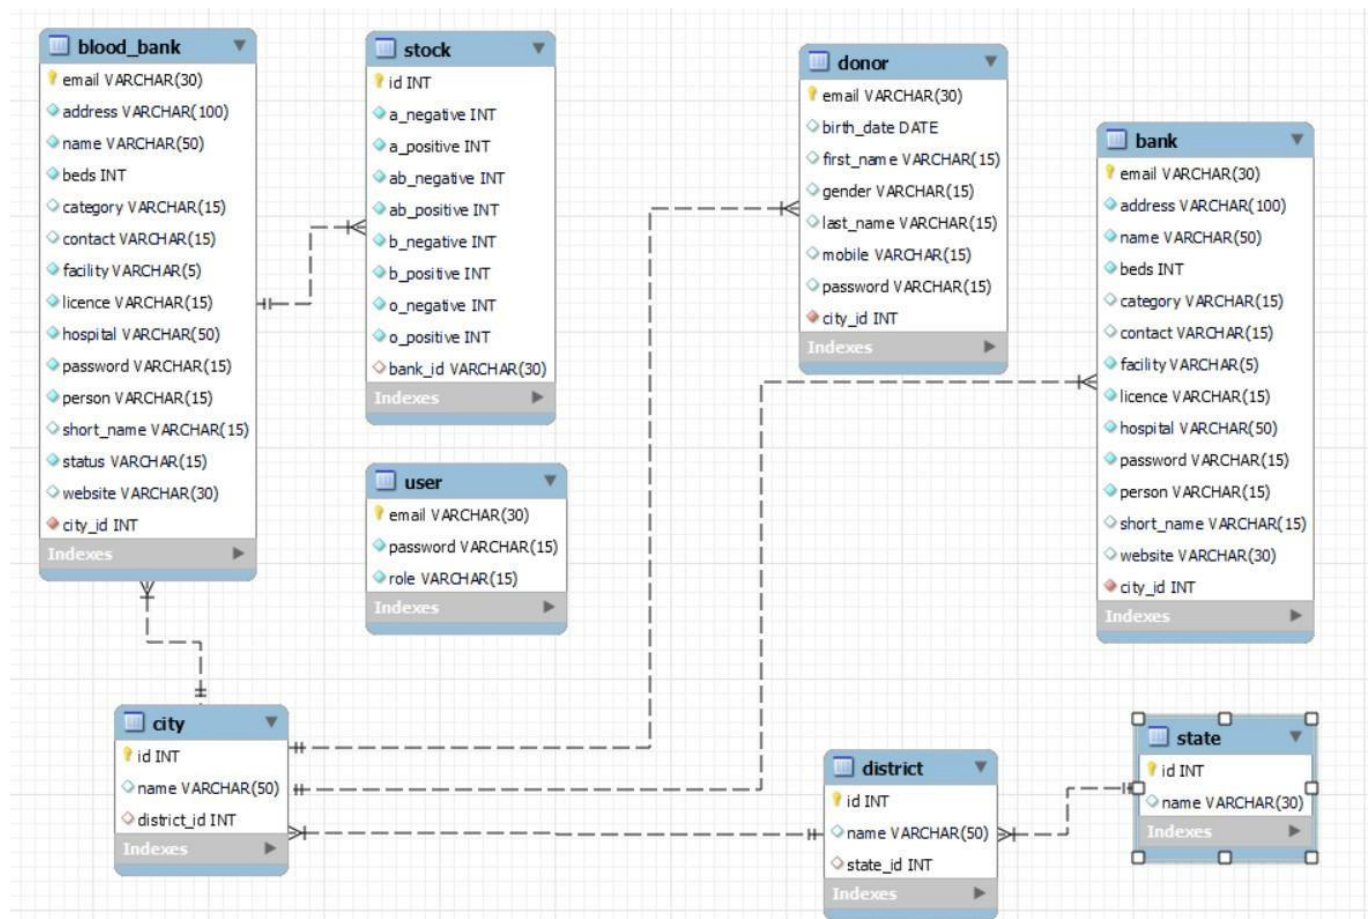 blood_bank
email VARCHAR(30)
address VARCHAR(100)
name VARCHAR(50)
beds INT
category VARCHAR(15)
contact VARCHAR(15)
facility VARCHAR(5)
licence VARCHAR(15)
hospital VARCHAR(50)
password VARCHAR(15)
person VARCHAR(15)
short_name VARCHAR(15)
status VARCHAR(15)
website VARCHAR(30)
city_id INT
Indexes
stock
id INT
a_negative INT
a_positive INT
ab_negative INT
ab_positive INT
b_negative INT
b_positive INT
o_negative INT
o_positive INT
bank_id VARCHAR(30)
Indexes
user
email VARCHAR(30)
password VARCHAR(15)
role VARCHAR(15)
Indexes
donor
email VARCHAR(30)
birth_date DATE
first_name VARCHAR(15)
gender VARCHAR(15)
last_name VARCHAR(15)
mobile VARCHAR(15)
password VARCHAR(15)
city_id INT
Indexes
bank
email VARCHAR(30)
address VARCHAR(100)
name VARCHAR(50)
beds INT
category VARCHAR(15)
contact VARCHAR(15)
facility VARCHAR(5)
licence VARCHAR(15)
hospital VARCHAR(50)
password VARCHAR(15)
person VARCHAR(15)
short_name VARCHAR(15)
website VARCHAR(30)
city_id INT
Indexes
city
id INT
name VARCHAR(50)
district_id INT
Indexes
district
id INT
name VARCHAR(50)
state_id INT
Indexes
state
id INT
name VARCHAR(30)
Indexes